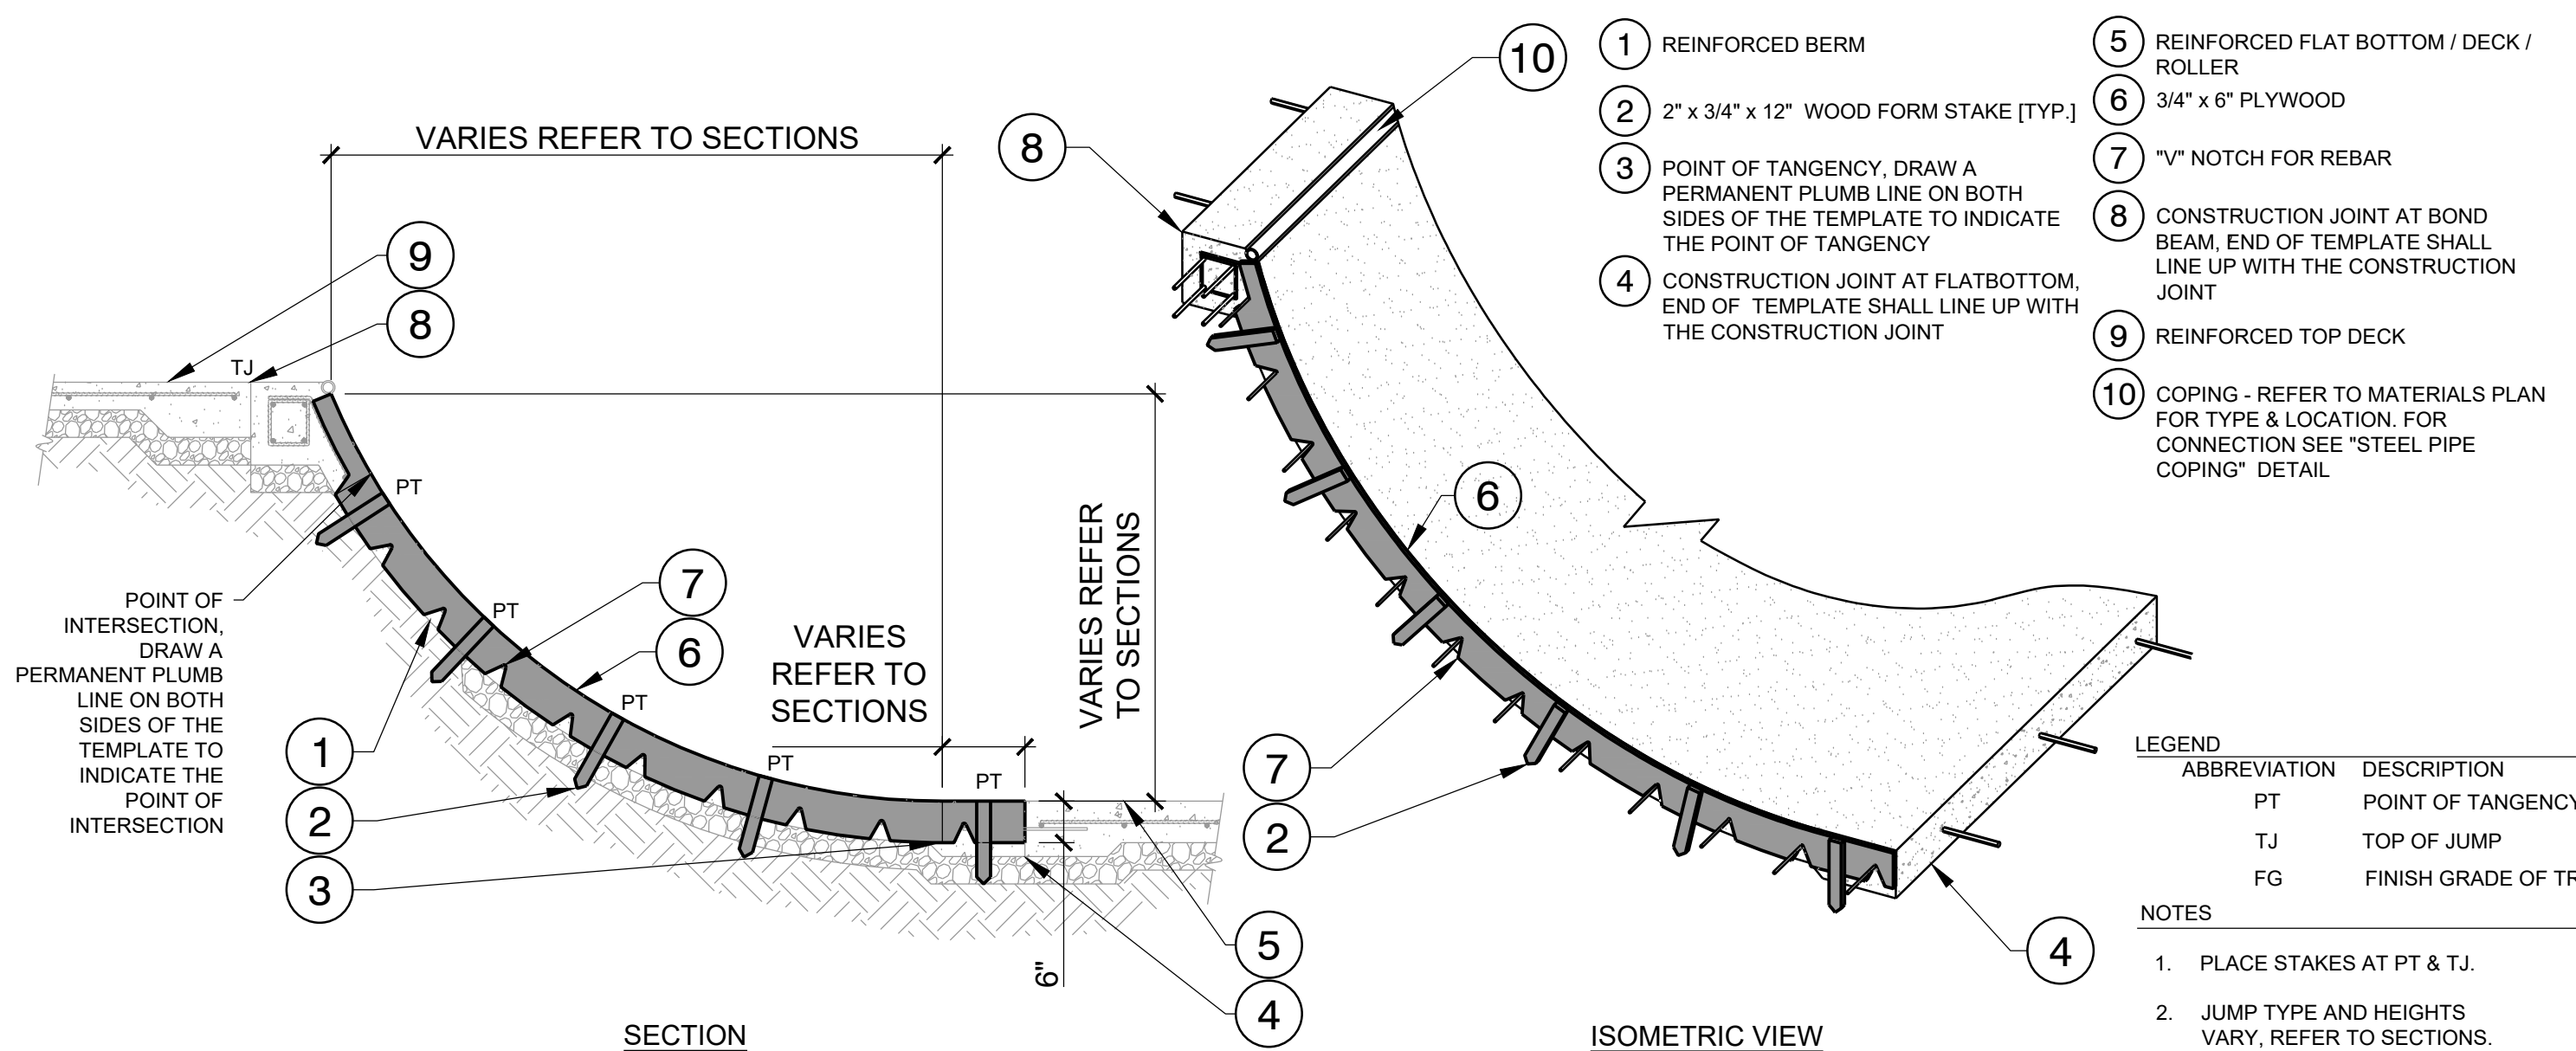 VARIES REFER TO SECTIONS
9
8
TJ
PT
POINT OF
INTERSECTION,
DRAW A
PERMANENT PLUMB
LINE ON BOTH
SIDES OF THE
TEMPLATE TO
INDICATE THE
POINT OF
INTERSECTION
7
6
PT
PT
PT
PT
VARIES
REFER TO
SECTIONS
VARIES REFER
TO SECTIONS
1
2
3
6"
5
4
SECTION
10
8
6
7
2
4
ISOMETRIC VIEW
1 REINFORCED BERM
2 2" x 3/4" x 12" WOOD FORM STAKE [TYP.]
3 POINT OF TANGENCY, DRAW A
PERMANENT PLUMB LINE ON BOTH
SIDES OF THE TEMPLATE TO INDICATE
THE POINT OF TANGENCY
4 CONSTRUCTION JOINT AT FLATBOTTOM,
END OF TEMPLATE SHALL LINE UP WITH
THE CONSTRUCTION JOINT
5 REINFORCED FLAT BOTTOM / DECK /
ROLLER
6 3/4" x 6" PLYWOOD
7 "V" NOTCH FOR REBAR
8 CONSTRUCTION JOINT AT BOND
BEAM, END OF TEMPLATE SHALL
LINE UP WITH THE CONSTRUCTION
JOINT
9 REINFORCED TOP DECK
10 COPING - REFER TO MATERIALS PLAN
FOR TYPE & LOCATION. FOR
CONNECTION SEE "STEEL PIPE
COPING" DETAIL
LEGEND
ABBREVIATION DESCRIPTION
PT POINT OF TANGENCY
TJ TOP OF JUMP
FG FINISH GRADE OF
NOTES
1. PLACE STAKES AT PT & TJ.
2. JUMP TYPE AND HEIGHTS
VARY, REFER TO SECTIONS.